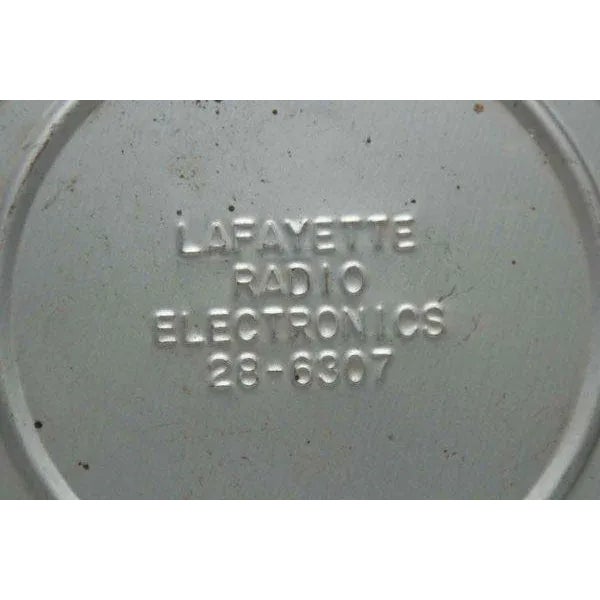 LAFAYETTE
RADIO
ELECTRONICS
28-6307